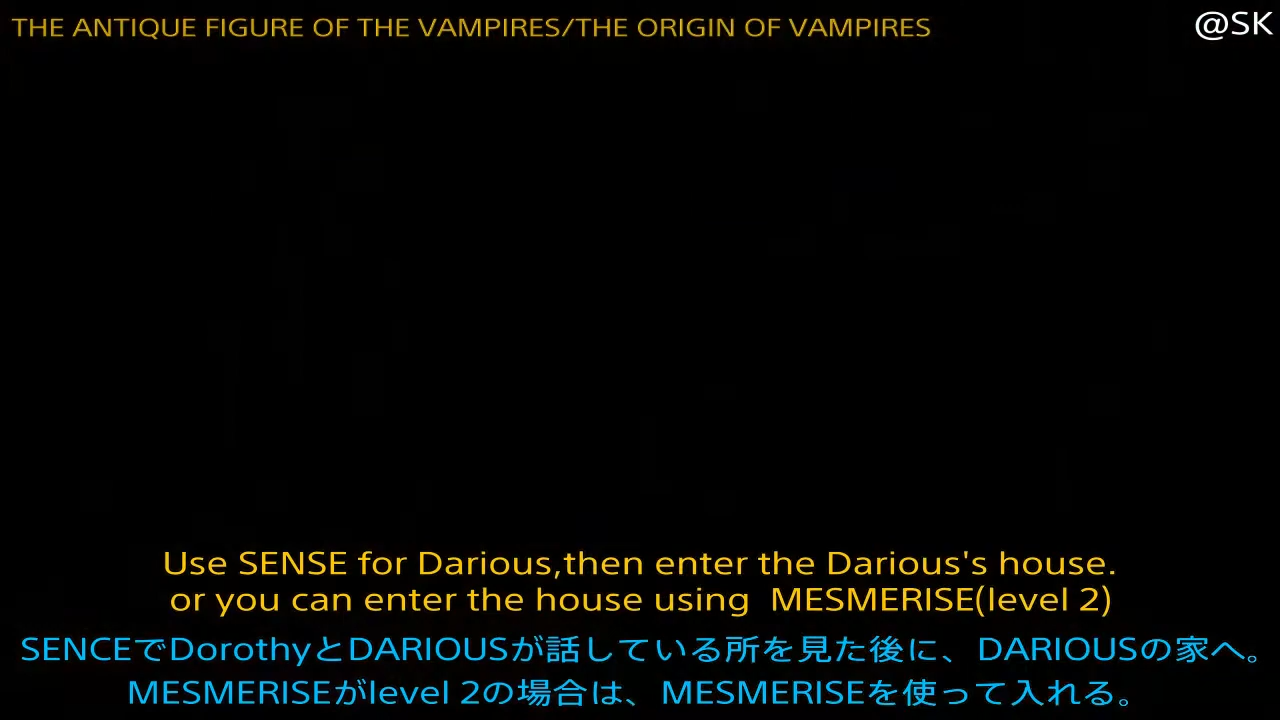 THE ANTIQUE FIGURE OF THE VAMPIRES/THE ORIGIN OF VAMPIRES
@SK
Use SENSE for Darious,then enter the Darious's house.
or you can enter the house using  MESMERISE(level 2)
SENCEでDorothyとDARIOUSが話している所を見た後に、DARIOUSの家へ。
MESMERISEがlevel 2の場合は、MESMERISEを使って入れる。